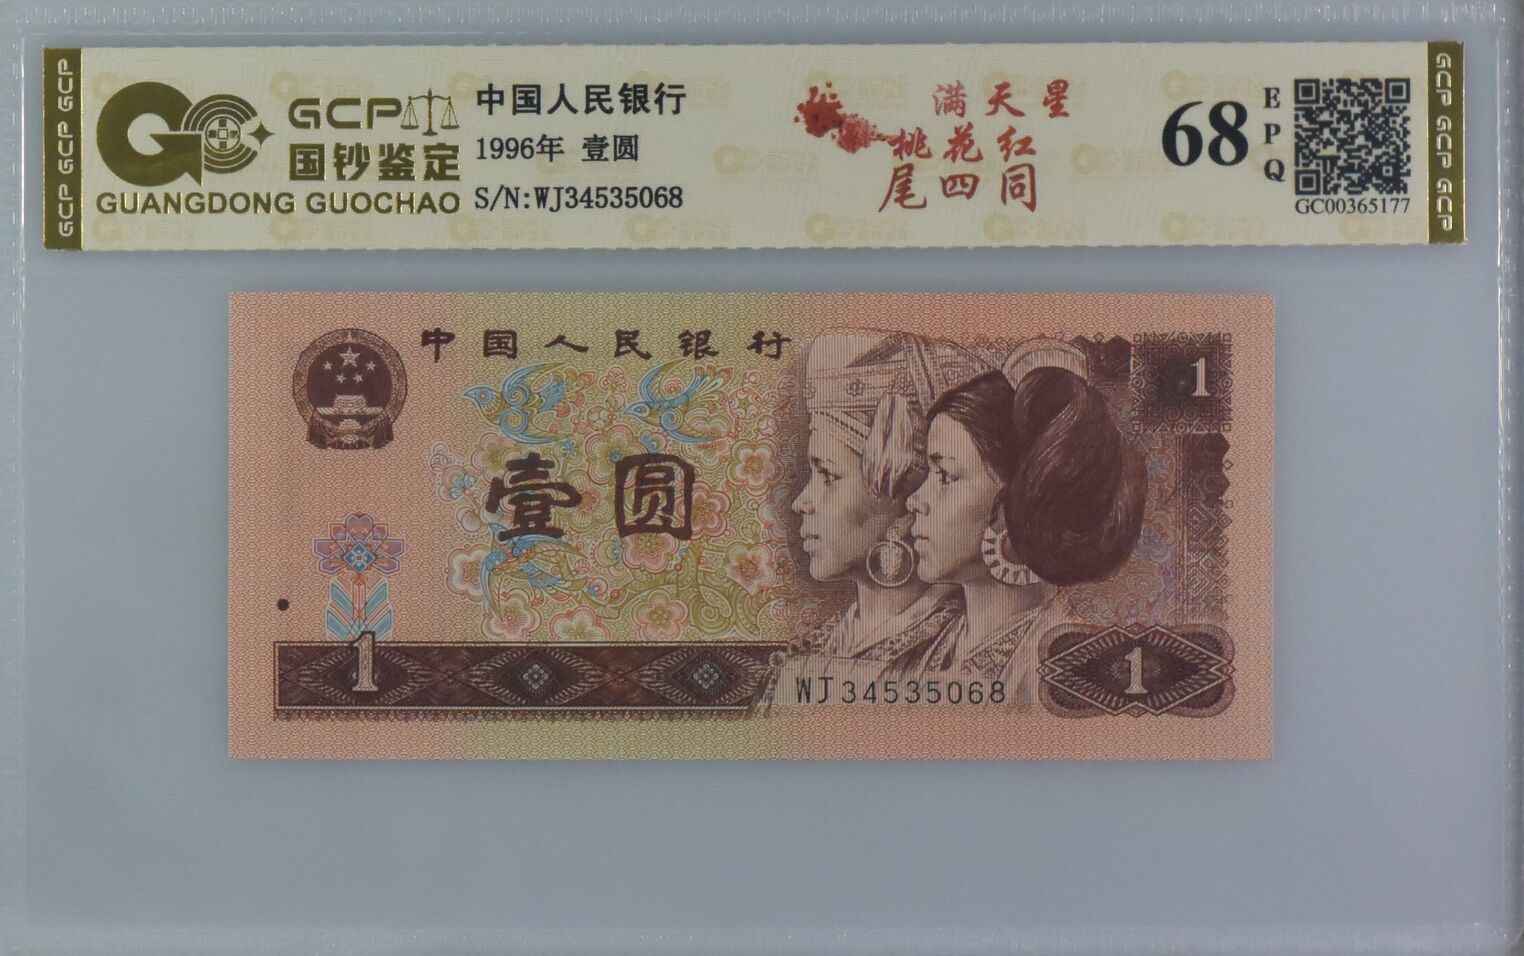 GCP GCP GCP
GCP
国钞鉴定
GUANGDONG GUOCHAO
中国人民银行
1996年 壹圆
S/N:WJ34535068
满天星
桃花红
尾四同
68
EPQ
GC00365177
GCP GCP GCP
中国人民银行
1
壹圆
1
WJ34535068
1